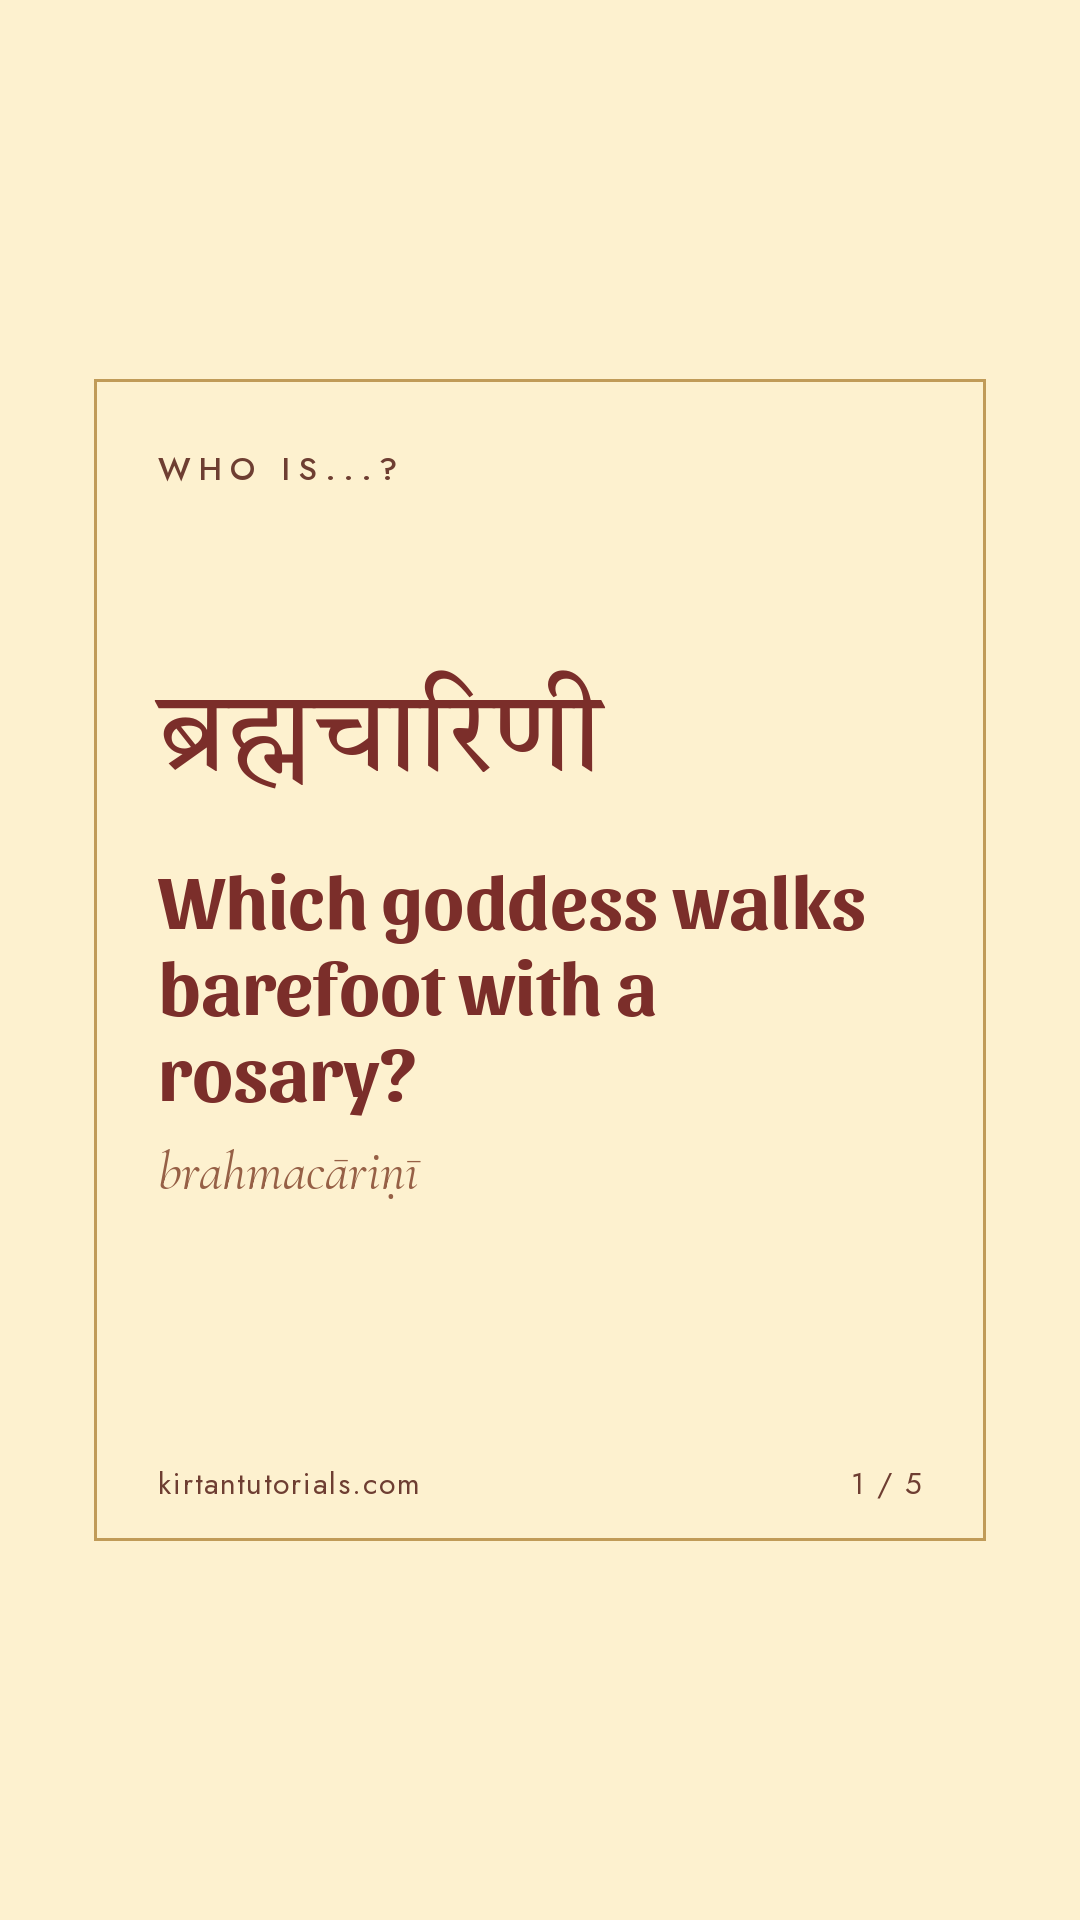 WHO IS...?
ब्रह्मचारिणी
Which goddess walks
barefoot with a
rosary?
brahmacāriṇī
kirtantutorials.com
1 / 5